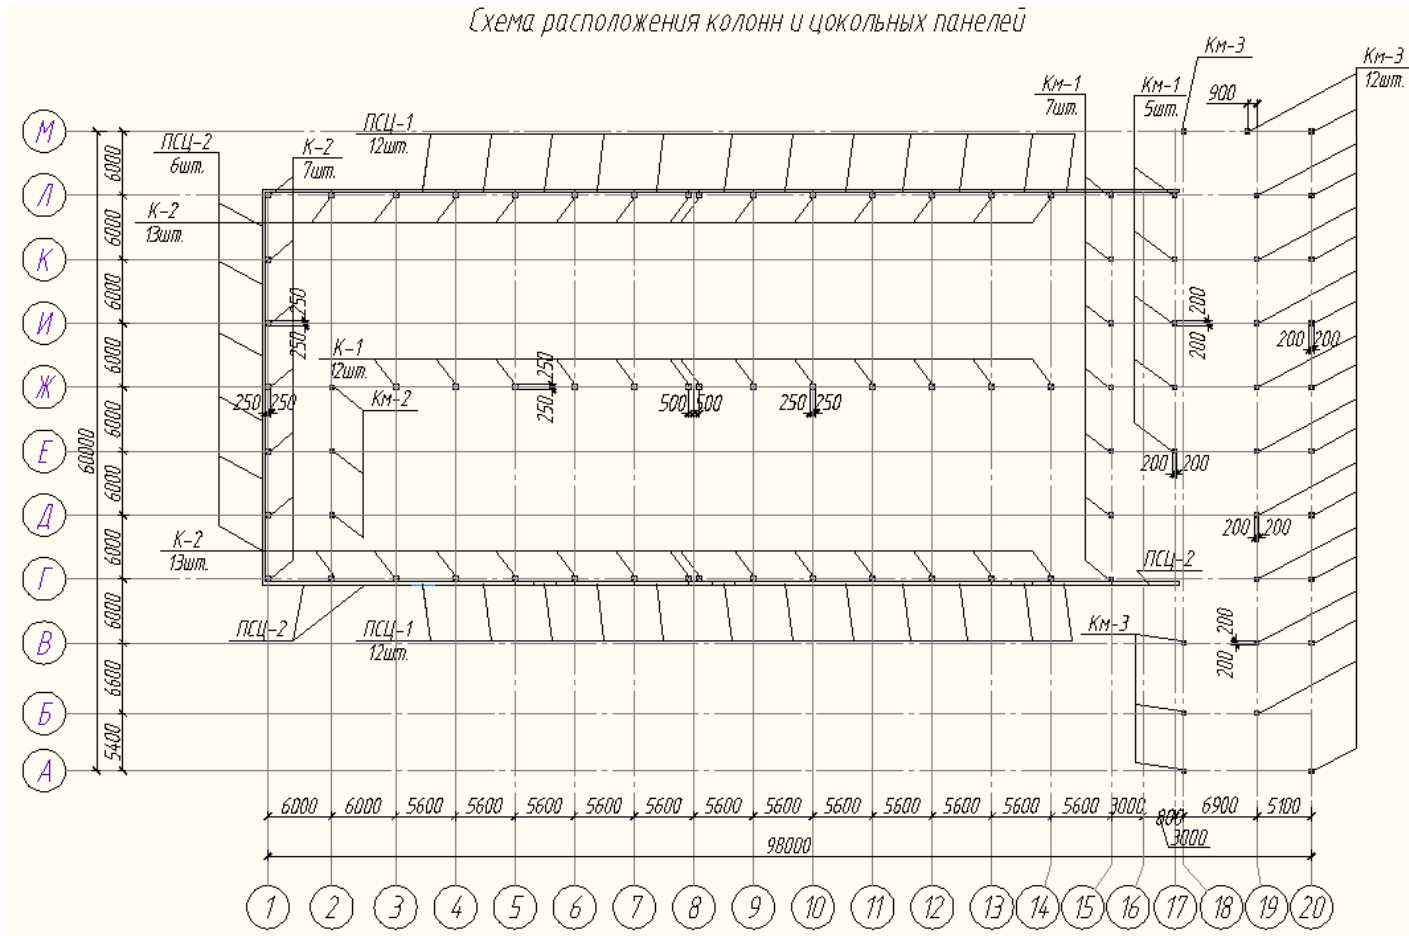 Схема расположения колонн и цокольных панелей
Км-3
Км-3
12шт.
Км-1
7шт.
Км-1
5шт.
900
ПСЦ-1
12шт.
ПСЦ-2
6шт.
К-2
7шт.
К-2
13шт.
М
Л
К
И
Ж
Е
Д
Г
В
Б
А
6000
6000
6000
6000
6000
6000
6000
6000
6600
5400
60000
250
250
200
200
200 200
К-1
12шт.
250
250
Км-2
250 250
500 500
250 250
200 200
200 200
К-2
13шт.
ПСЦ-2
ПСЦ-2
ПСЦ-1
12шт.
Км-3
200
200
6000 6000 5600 5600 5600 5600 5600 5600 5600 5600 5600 5600 5600 5600 3000 6900 5100
800
3000
98000
1 2 3 4 5 6 7 8 9 10 11 12 13 14 15 16 17 18 19 20